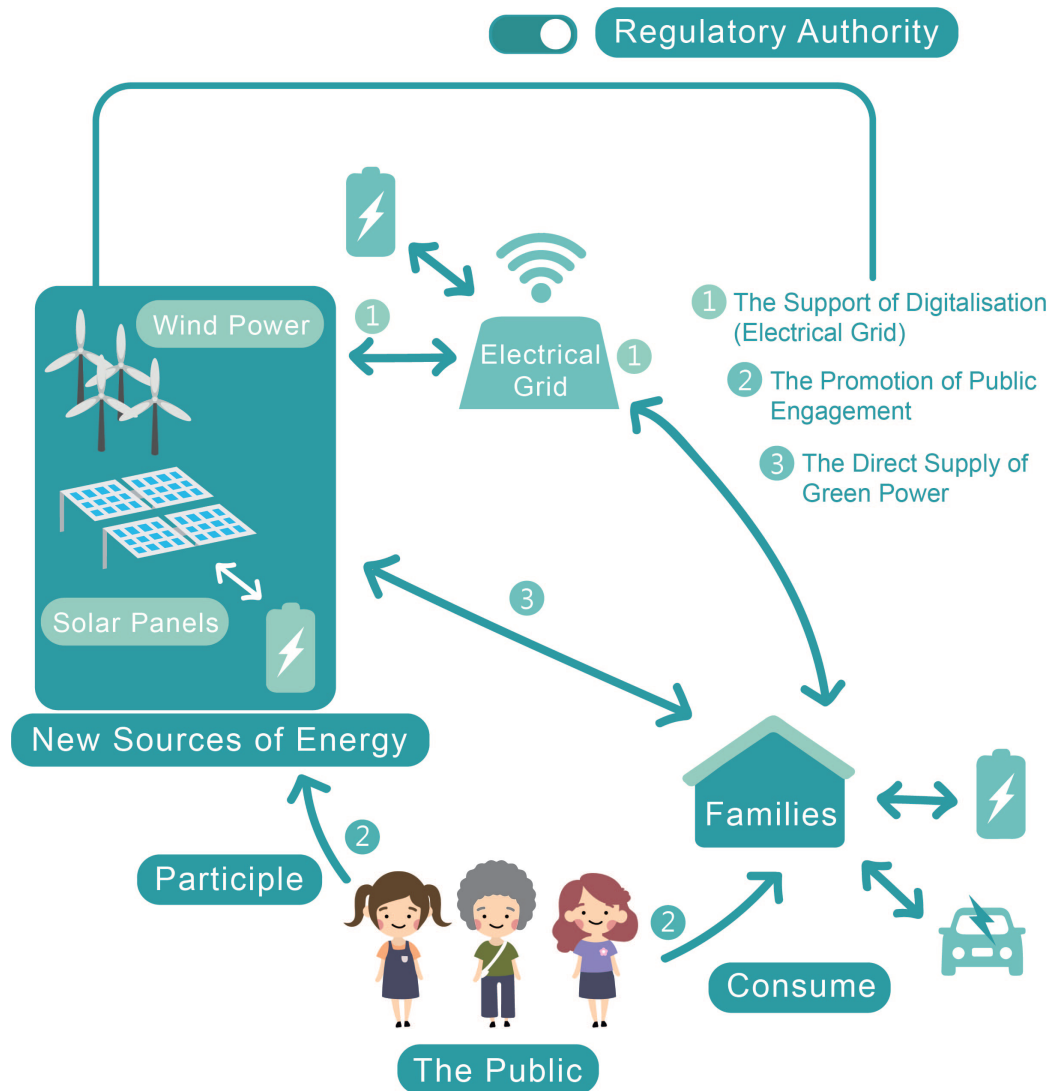 Regulatory Authority
Wind Power
1
Electrical
Grid
1
1 The Support of Digitalisation
(Electrical Grid)
2 The Promotion of Public
Engagement
3 The Direct Supply of
Green Power
3
Solar Panels
New Sources of Energy
Families
2
Participle
2
Consume
The Public